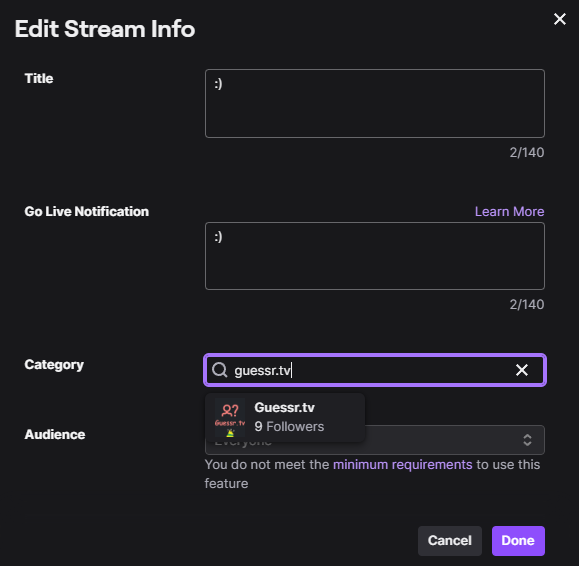 Edit Stream Info
Title
:)
2/140
Go Live Notification
Learn More
:)
2/140
Category
guessr.tv
Guessr.tv
Guessr.tv
9 Followers
Audience
Everyone
You do not meet the minimum requirements to use this
feature
Cancel
Done